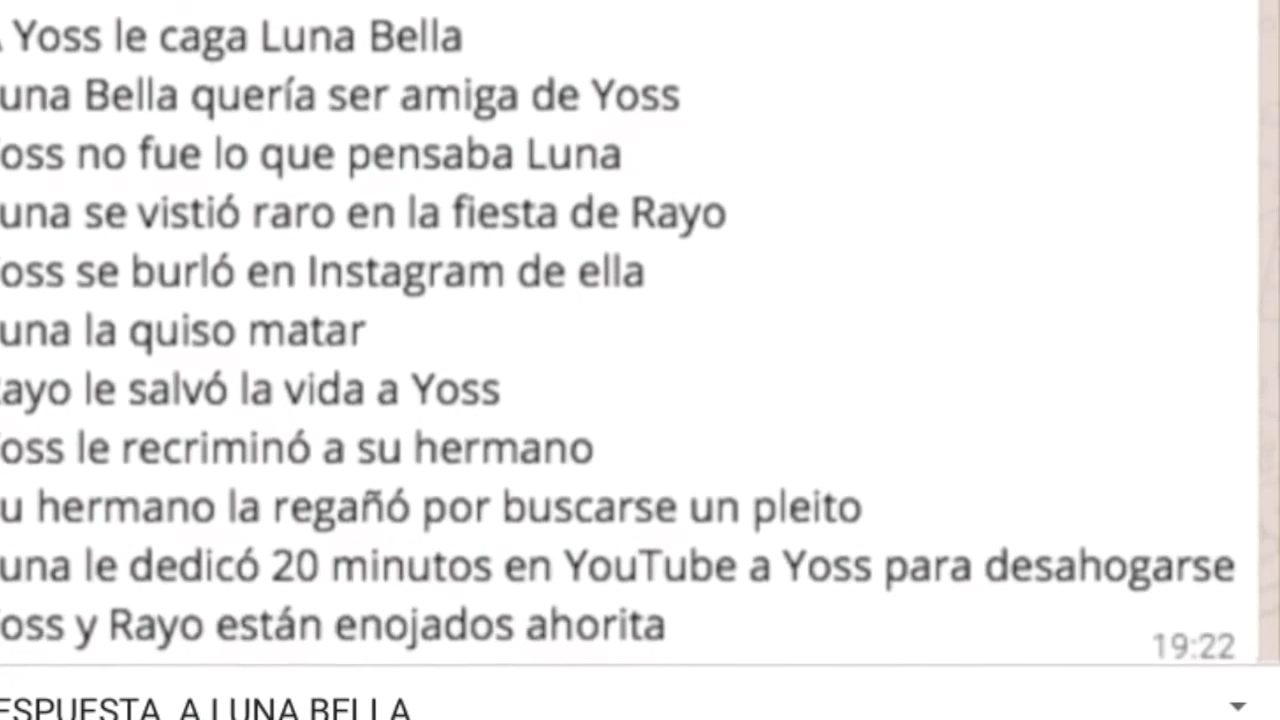 Yoss le caga Luna Bella
una Bella quería ser amiga de Yoss
oss no fue lo que pensaba Luna
una se vistió raro en la fiesta de Rayo
oss se burló en Instagram de ella
una la quiso matar
ayo le salvó la vida a Yoss
oss le recriminó a su hermano
u hermano la regañó por buscarse un pleito
una le dedicó 20 minutos en YouTube a Yoss para desahogarse
oss y Rayo están enojados ahorita
19:22
ESPUESTA A LUNA BELLA